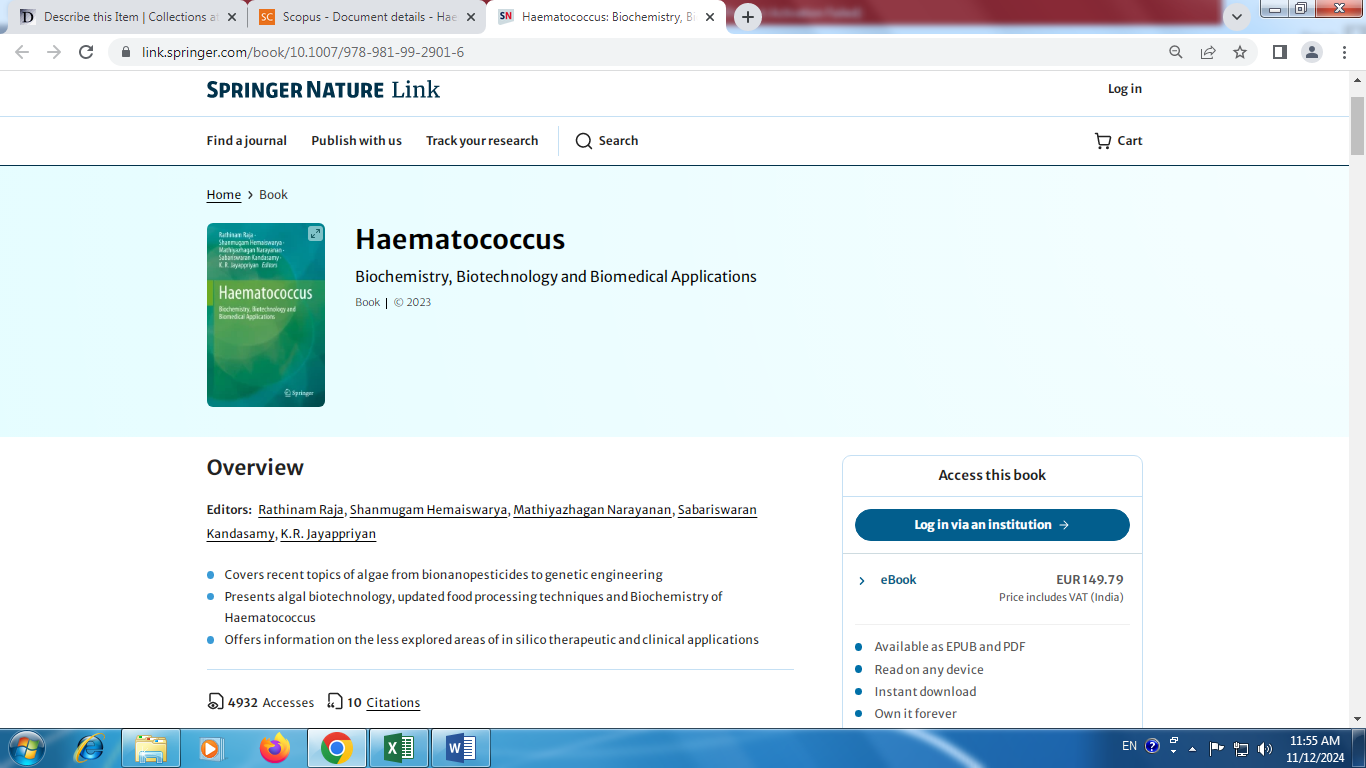 Describe this Item | Collections at
Scopus - Document details - Hae
Haematococcus: Biochemistry, Bi
link.springer.com/book/10.1007/978-981-99-2901-6
SPRINGER NATURE Link
Log in
Find a journal
Publish with us
Track your research
Search
Cart
Home > Book
Rathinam Raja ·
Shanmugam Hemaiswarya ·
Mathiyazhagan Narayanan ·
Sabariswaran Kandasamy ·
K. R. Jayappriyan Editors
Haematococcus
Biochemistry, Biotechnology and
Biomedical Applications
Springer
Haematococcus
Biochemistry, Biotechnology and Biomedical Applications
Book | © 2023
Overview
Editors: Rathinam Raja, Shanmugam Hemaiswarya, Mathiyazhagan Narayanan, Sabariswaran
Kandasamy, K.R. Jayappriyan
Covers recent topics of algae from bionanopesticides to genetic engineering
Presents algal biotechnology, updated food processing techniques and Biochemistry of
Haematococcus
Offers information on the less explored areas of in silico therapeutic and clinical applications
4932 Accesses
10 Citations
Access this book
Log in via an institution →
eBook
EUR 149.79
Price includes VAT (India)
Available as EPUB and PDF
Read on any device
Instant download
Own it forever
EN
11:55 AM
11/12/2024